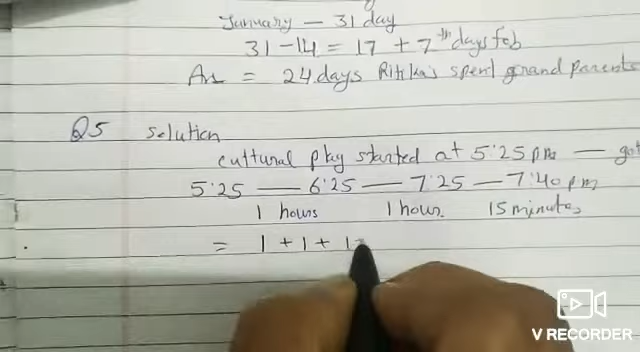 January — 31 day
31 - 14 = 17 + 7th days feb
Ans = 24 days Ritika's spent grand parents
Q5 solution
cultural play started at 5:25 pm — got
5:25 — 6:25 — 7:25 — 7:40 pm
1 hours 1 hour. 15 minutes
= 1 + 1 + 1
V RECORDER